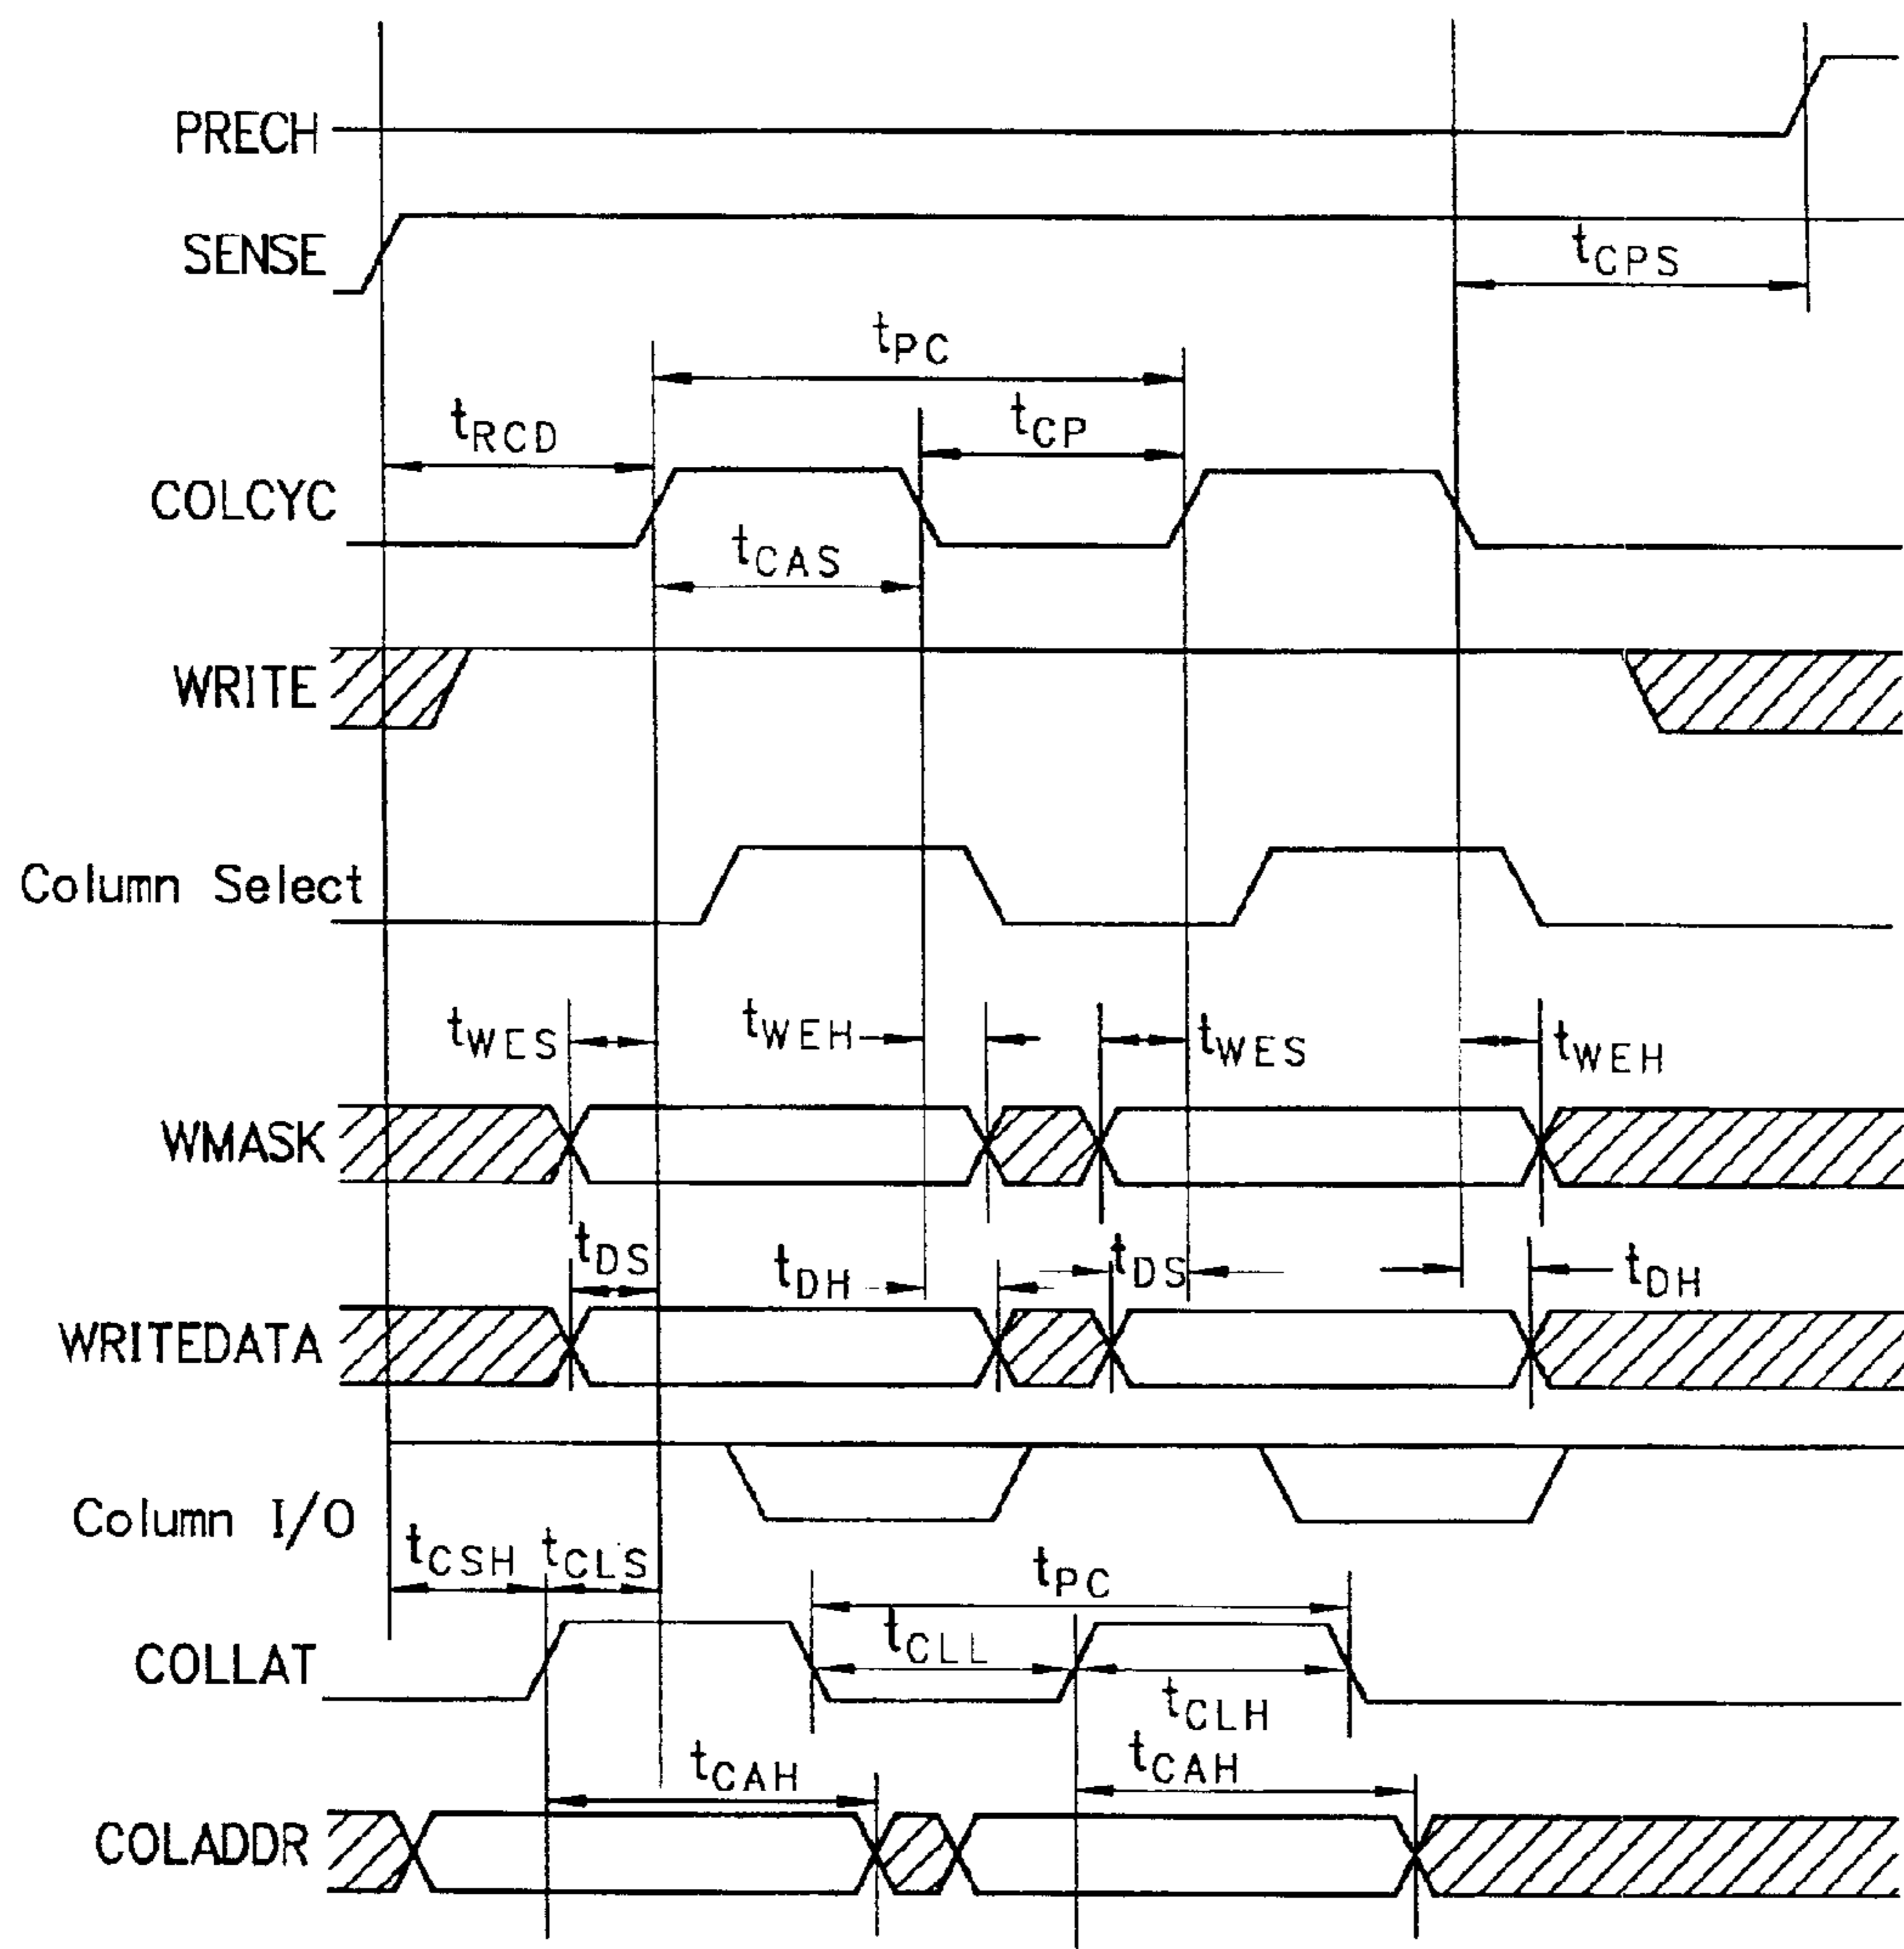 PRECH
SENSE
tCPS
tPC
tRCD
tCP
COLCYC
tCAS
WRITE
Column Select
tWES
tWEH
tWES
tWEH
WMASK
tDS
tDH
tDS
tDH
WRITEDATA
Column I/O
tCSH
tCLS
tPC
COLLAT
tCLL
tCLH
tCAH
tCAH
COLADDR